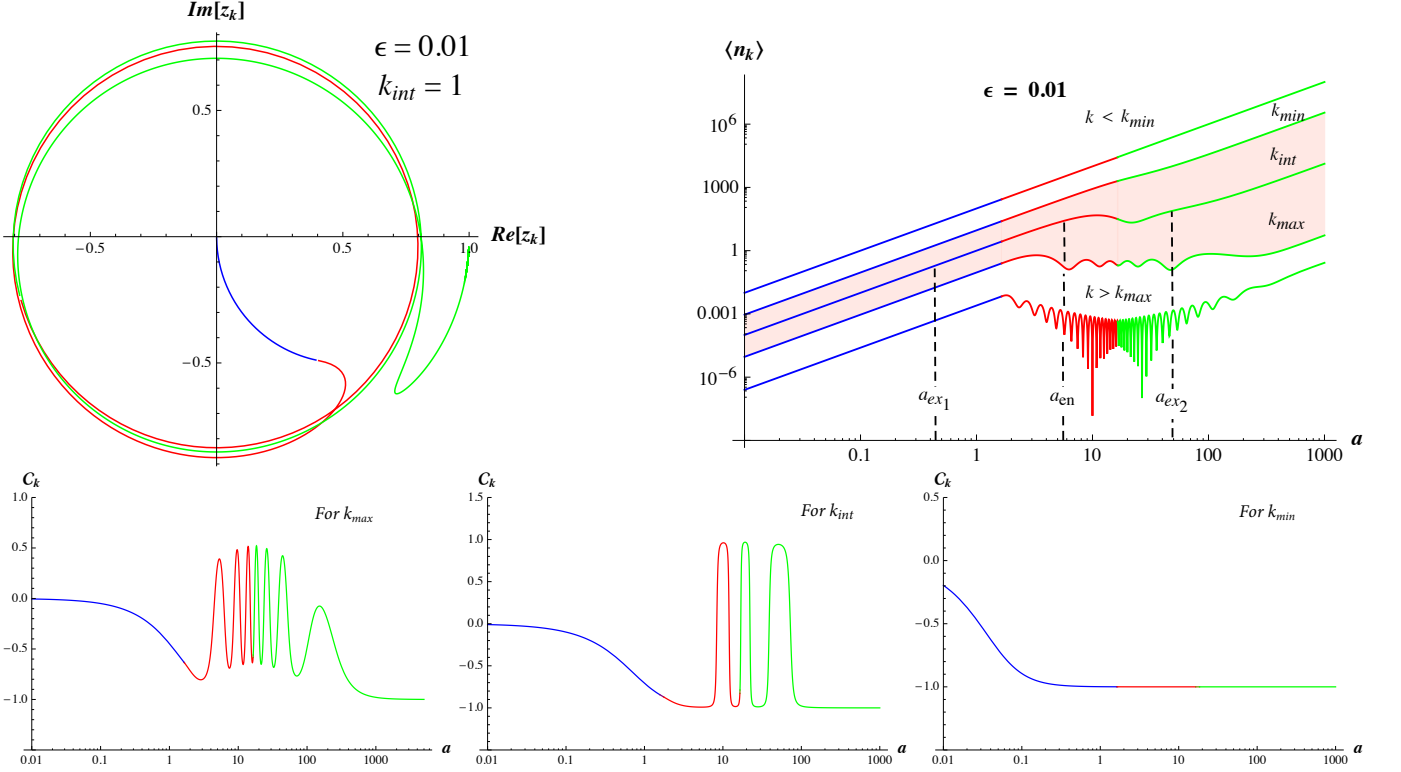 Im[z_k]
ϵ = 0.01
k_int = 1
0.5
−0.5
0.5
1.0
Re[z_k]
−0.5
⟨n_k⟩
ϵ = 0.01
k < k_min
k_min
k_int
k_max
k > k_max
10^6
1000
1
0.001
10^−6
a_ex_1
a_en
a_ex_2
0.1
1
10
100
1000
a
C_k
For k_max
1.0
0.5
0.0
−0.5
−1.0
0.01
0.1
1
10
100
1000
a
C_k
For k_int
1.5
1.0
0.5
0.0
−0.5
−1.0
0.01
0.1
1
10
100
1000
a
C_k
For k_min
0.5
0.0
−0.5
−1.0
0.01
0.1
1
10
100
1000
a